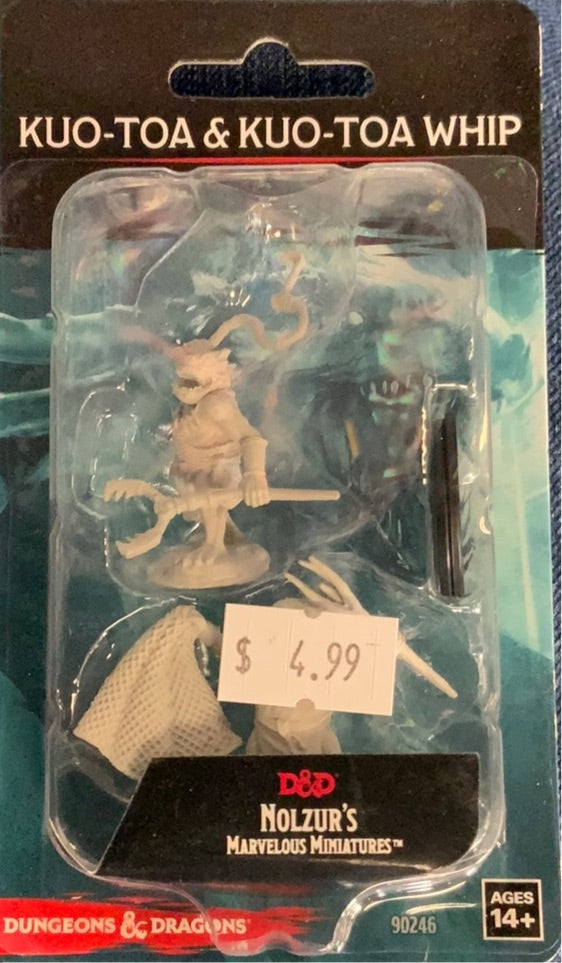 KUO-TOA & KUO-TOA WHIP
$ 4.99
D&D
NOLZUR'S
MARVELOUS MINIATURES™
DUNGEONS & DRAGONS®
90246
AGES
14+